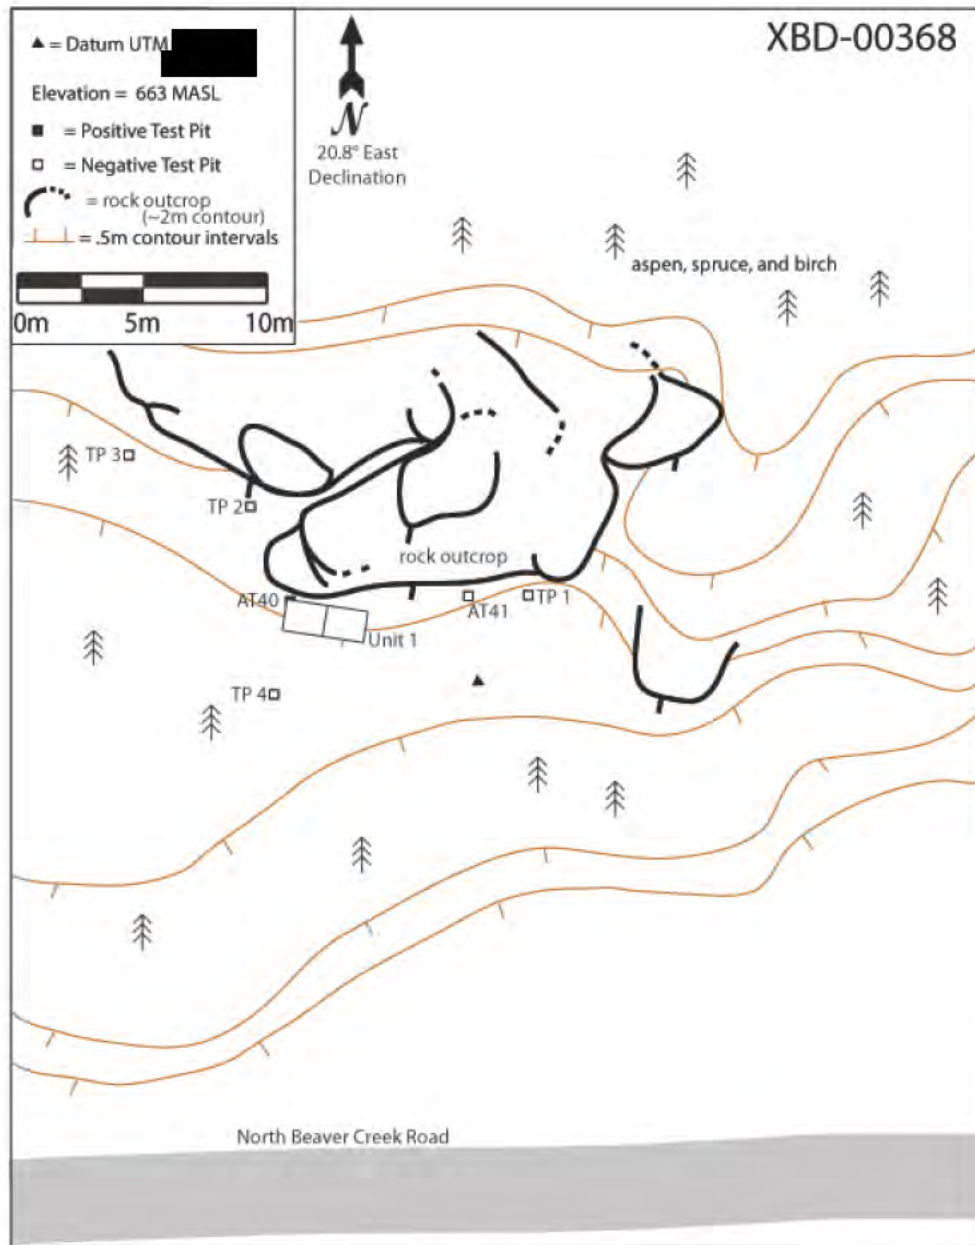 XBD-00368
▲ = Datum UTM
Elevation = 663 MASL
■ = Positive Test Pit
□ = Negative Test Pit
= rock outcrop
(~2m contour)
= .5m contour intervals
0m 5m 10m
N
20.8° East
Declination
aspen, spruce, and birch
TP 3
TP 2
rock outcrop
AT40
AT41
TP 1
Unit 1
TP 4
North Beaver Creek Road